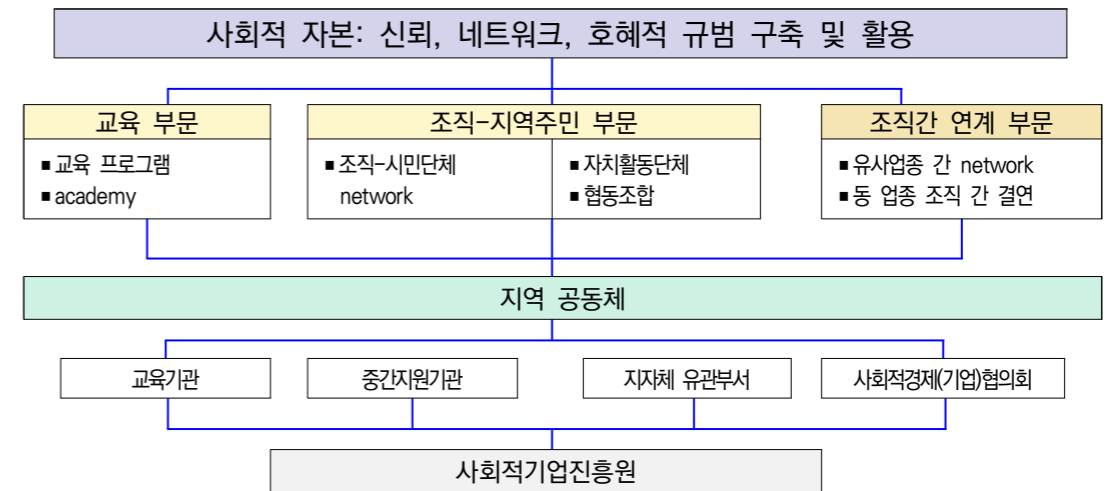 사회적 자본: 신뢰, 네트워크, 호혜적 규범 구축 및 활용
교육 부문
■ 교육 프로그램
■ academy
조직-지역주민 부문
■ 조직-시민단체
network
■ 자치활동단체
■ 협동조합
조직간 연계 부문
■ 유사업종 간 network
■ 동 업종 조직 간 결연
지역 공동체
교육기관
중간지원기관
지자체 유관부서
사회적경제(기업)협의회
사회적기업진흥원